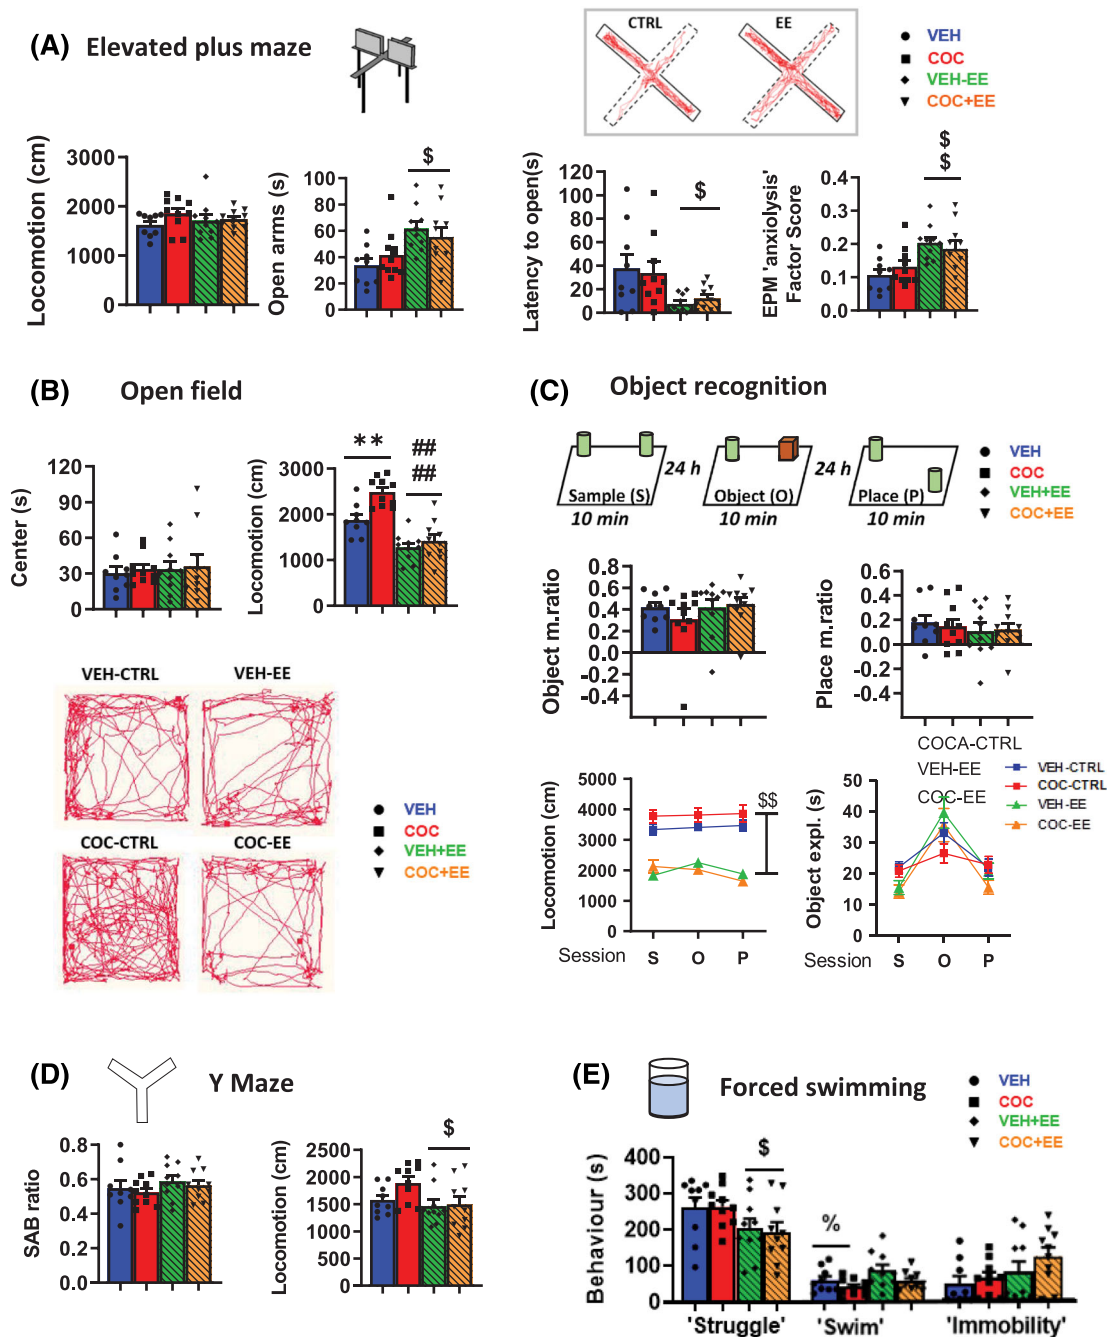 (A) Elevated plus maze
CTRL
EE
VEH
COC
VEH-EE
COC+EE
Locomotion (cm)
3000
2000
1000
0
Open arms (s)
100
80
60
40
20
0
$
Latency to open(s)
120
100
80
60
40
20
0
$
EPM 'anxiolysis'
Factor Score
0.4
0.3
0.2
0.1
0.0
$
$
(B) Open field
Center (s)
120
90
60
30
0
Locomotion (cm)
3000
2000
1000
0
**
##
##
VEH-CTRL
VEH-EE
COC-CTRL
COC-EE
VEH
COC
VEH+EE
COC+EE
(C) Object recognition
Sample (S)
10 min
24 h
Object (O)
10 min
24 h
Place (P)
10 min
VEH
COC
VEH+EE
COC+EE
Object m.ratio
0.8
0.6
0.4
0.2
0.0
-0.2
-0.4
Place m.ratio
0.6
0.4
0.2
0.0
-0.2
-0.4
COCA-CTRL
VEH-EE
COC-EE
Locomotion (cm)
5000
4000
3000
2000
1000
0
$$
Session
S O P
Object expl. (s)
50
40
30
20
10
0
Session
S O P
VEH-CTRL
COC-CTRL
VEH-EE
COC-EE
(D) Y Maze
SAB ratio
0.8
0.6
0.4
0.2
0.0
Locomotion (cm)
2500
2000
1500
1000
500
0
$
(E) Forced swimming
VEH
COC
VEH+EE
COC+EE
Behaviour (s)
400
300
200
100
0
$
%
'Struggle' 'Swim' 'Immobility'